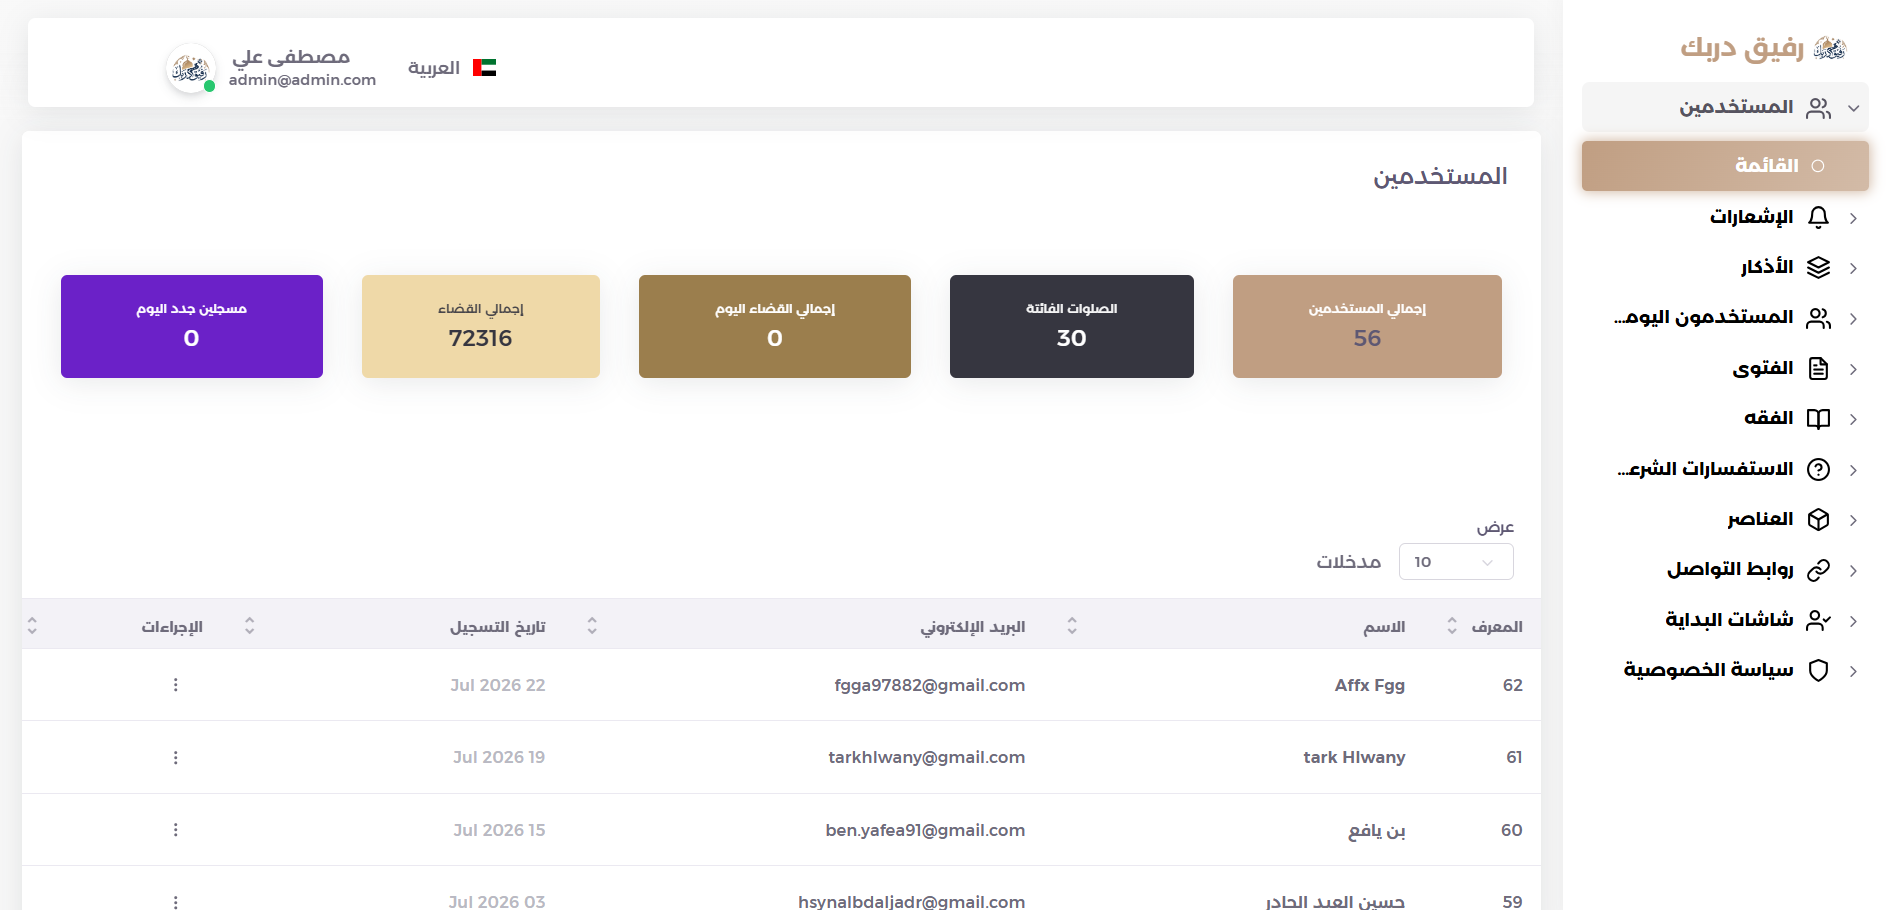 رفيق دربك
المستخدمين
القائمة
الإشعارات
الأذكار
المستخدمون اليوم...
الفتوى
الفقه
الاستفسارات الشرع...
العناصر
روابط التواصل
شاشات البداية
سياسة الخصوصية
العربية
مصطفى علي
admin@admin.com
المستخدمين
إجمالي المستخدمين
56
الصلوات الفائتة
30
إجمالي القضاء اليوم
0
إجمالي القضاء
72316
مسجلين جدد اليوم
0
عرض
10 مدخلات
المعرف الاسم البريد الإلكتروني تاريخ التسجيل الإجراءات
62 Affx Fgg fgga97882@gmail.com 22 Jul 2026
61 tark Hlwany tarkhlwany@gmail.com 19 Jul 2026
60 بن يافع ben.yafea91@gmail.com 15 Jul 2026
59 حسين العبد الجادر hsynalbdaljadr@gmail.com 03 Jul 2026